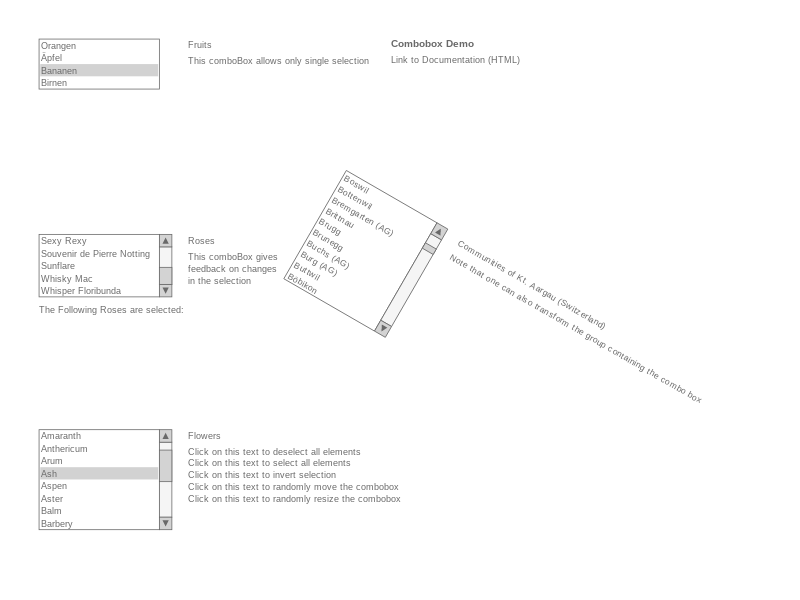 Orangen
Äpfel
Bananen
Birnen
Fruits
This comboBox allows only single selection
Combobox Demo
Link to Documentation (HTML)
Boswil
Bottenwil
Bremgarten (AG)
Brittnau
Brugg
Brunegg
Buchs (AG)
Burg (AG)
Buttwil
Böbikon
Communities of Kt. Aargau (Switzerland)
Note that one can also transform the group containing the combo box
Sexy Rexy
Souvenir de Pierre Notting
Sunflare
Whisky Mac
Whisper Floribunda
Roses
This comboBox gives
feedback on changes
in the selection
The Following Roses are selected:
Amaranth
Anthericum
Arum
Ash
Aspen
Aster
Balm
Barbery
Flowers
Click on this text to deselect all elements
Click on this text to select all elements
Click on this text to invert selection
Click on this text to randomly move the combobox
Click on this text to randomly resize the combobox